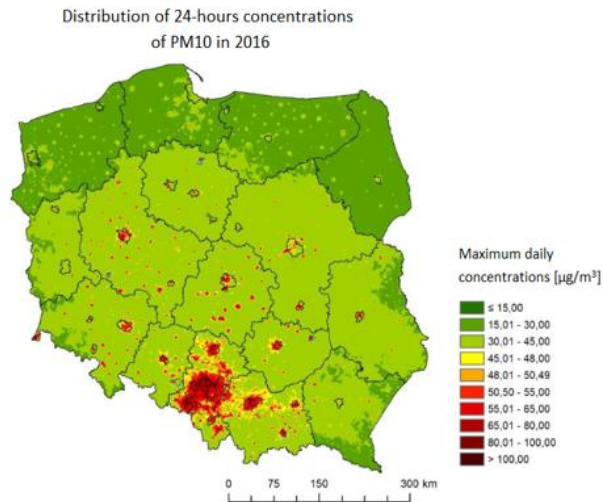 Distribution of 24-hours concentrations
of PM10 in 2016
Maximum daily
concentrations [µg/m³]
≤ 15,00
15,01 - 30,00
30,01 - 45,00
45,01 - 48,00
48,01 - 50,49
50,50 - 55,00
55,01 - 65,00
65,01 - 80,00
80,01 - 100,00
> 100,00
0 75 150 300 km